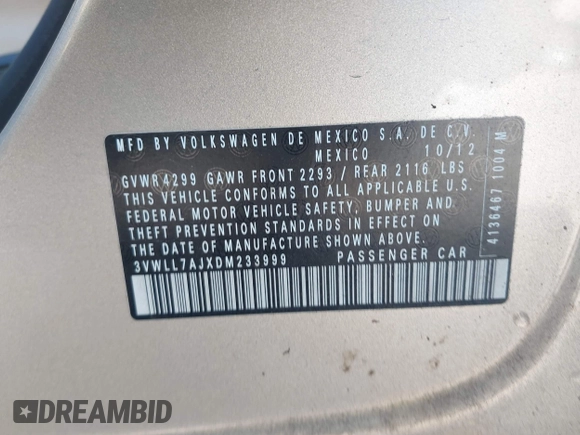 MFD BY VOLKSWAGEN DE MEXICO S.A. DE C.V.
MEXICO 10/12
GVWR 4299 GAWR FRONT 2293 / REAR 2116 LBS
THIS VEHICLE CONFORMS TO ALL APPLICABLE U.S.
FEDERAL MOTOR VEHICLE SAFETY, BUMPER AND
THEFT PREVENTION STANDARDS IN EFFECT ON
THE DATE OF MANUFACTURE SHOWN ABOVE.
3VWLL7AJXDM233999 PASSENGER CAR
4136467 1004 M
DREAMBID